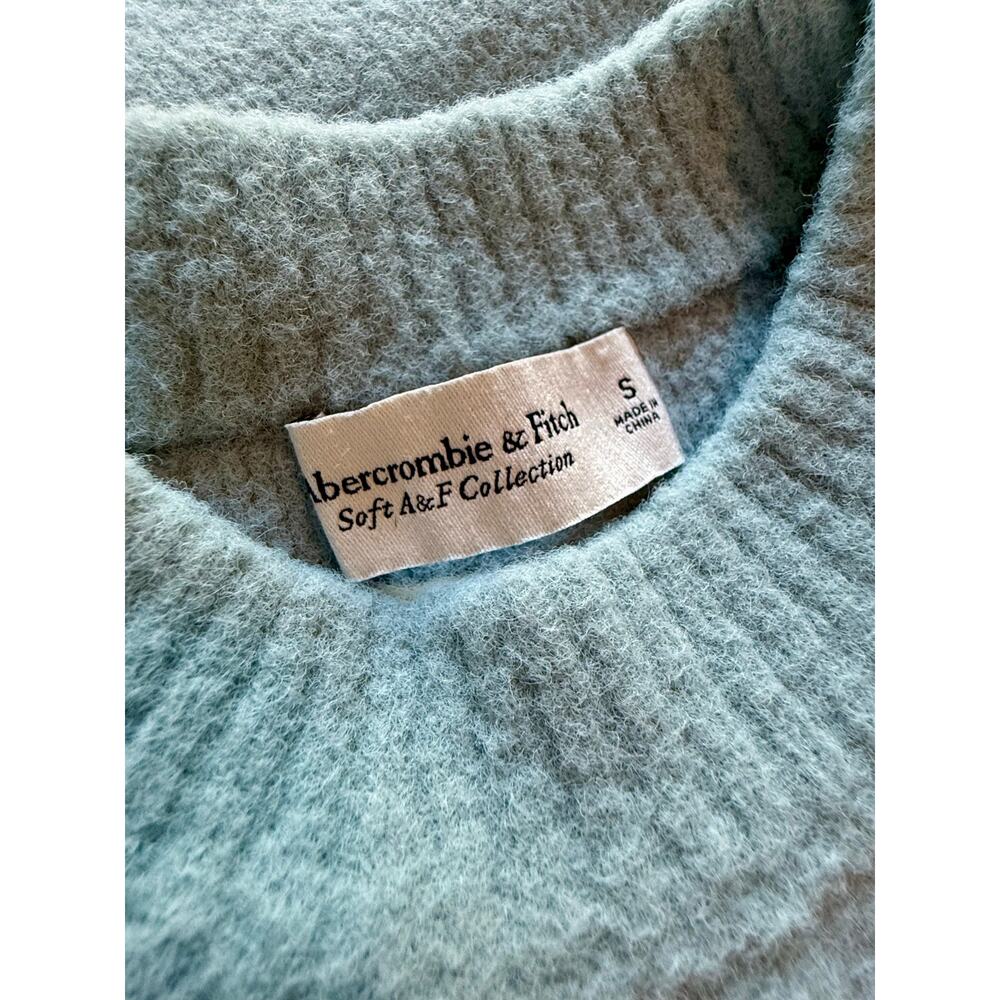 Abercrombie & Fitch
Soft A&F Collection
S
MADE IN
CHINA